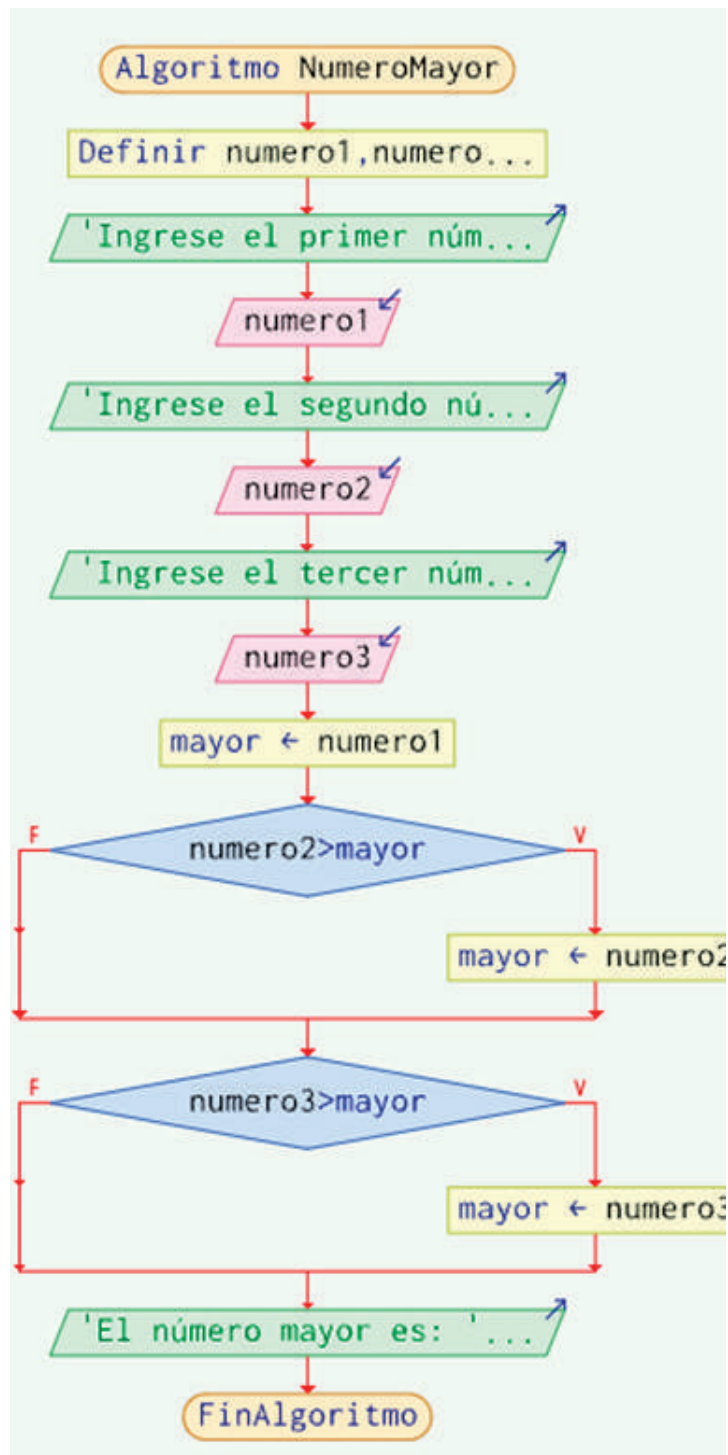 Algoritmo NumeroMayor
Definir numero1,numero...
'Ingrese el primer núm...
numero1
'Ingrese el segundo nú...
numero2
'Ingrese el tercer núm...
numero3
mayor ← numero1
numero2>mayor
F
V
mayor ← numero2
numero3>mayor
F
V
mayor ← numero3
'El número mayor es: '...
FinAlgoritmo